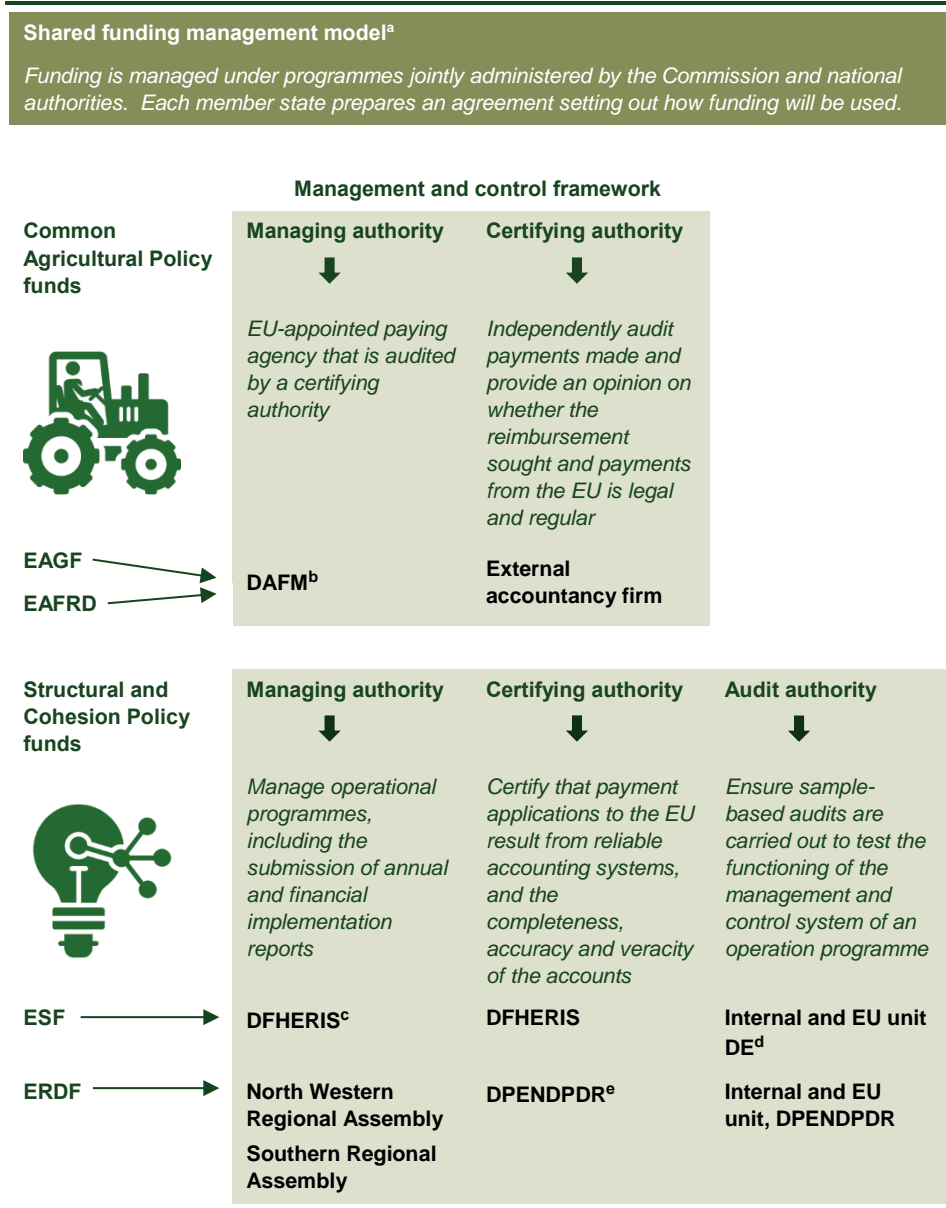 Shared funding management modelᵃ
Funding is managed under programmes jointly administered by the Commission and national
authorities. Each member state prepares an agreement setting out how funding will be used.
Management and control framework
Common
Agricultural Policy
funds
Managing authority
EU-appointed paying
agency that is audited
by a certifying
authority
Certifying authority
Independently audit
payments made and
provide an opinion on
whether the
reimbursement
sought and payments
from the EU is legal
and regular
EAGF
EAFRD
DAFMᵇ
External
accountancy firm
Structural and
Cohesion Policy
funds
Managing authority
Manage operational
programmes,
including the
submission of annual
and financial
implementation
reports
Certifying authority
Certify that payment
applications to the EU
result from reliable
accounting systems,
and the
completeness,
accuracy and veracity
of the accounts
Audit authority
Ensure sample-
based audits are
carried out to test the
functioning of the
management and
control system of an
operation programme
ESF
DFHERISᶜ
DFHERIS
Internal and EU unit
DEᵈ
ERDF
North Western
Regional Assembly
Southern Regional
Assembly
DPENDPDRᵉ
Internal and EU
unit, DPENDPDR